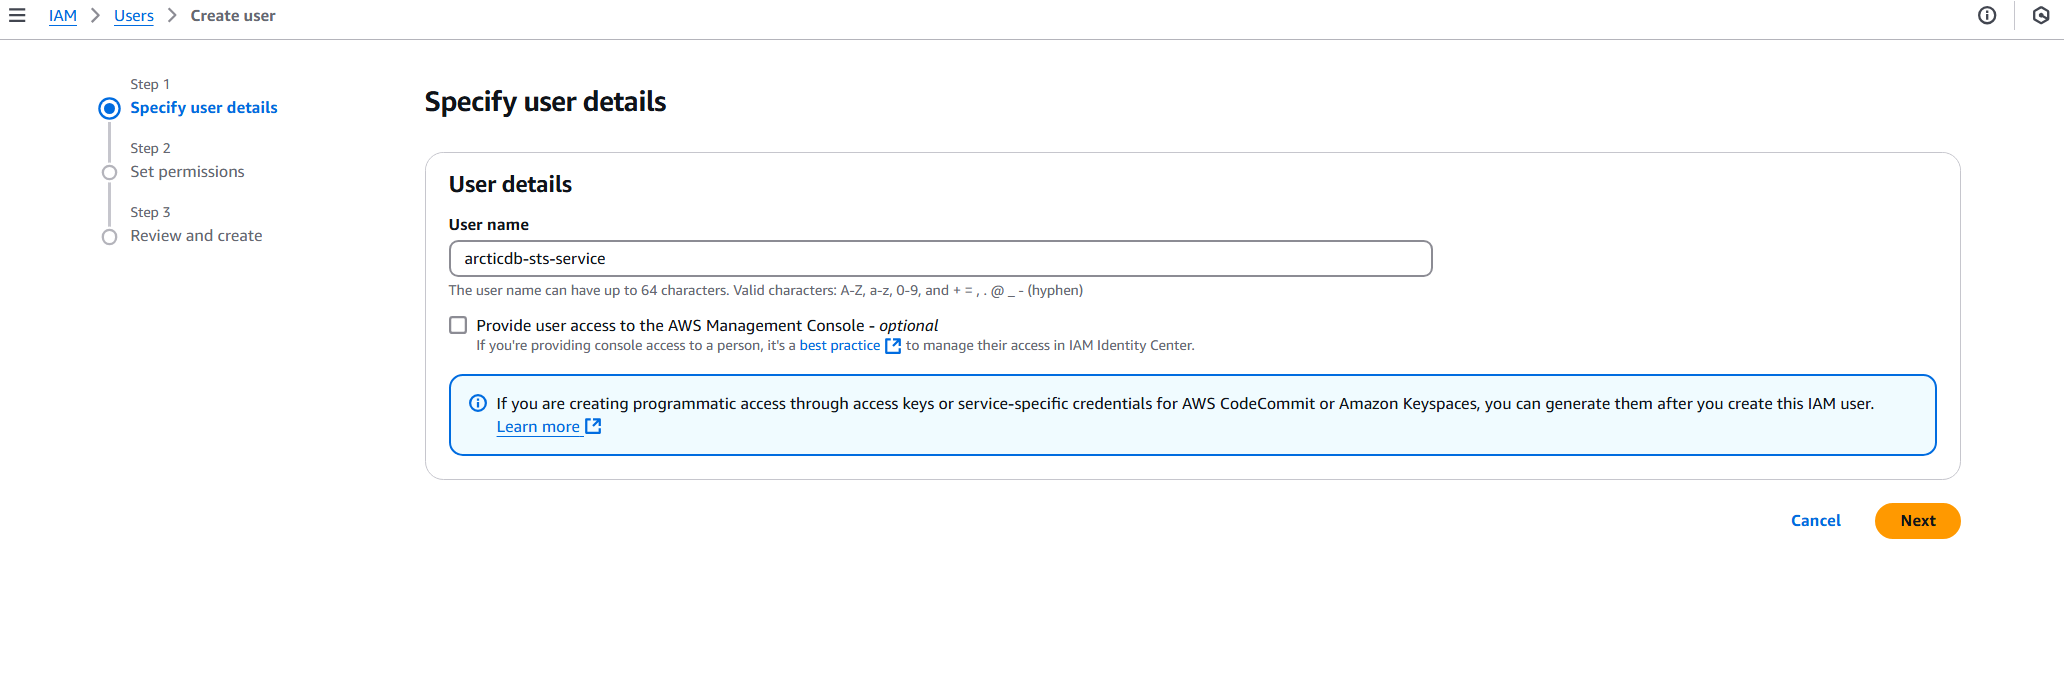 IAM > Users > Create user
Step 1
Specify user details
Step 2
Set permissions
Step 3
Review and create
Specify user details
User details
User name
arcticdb-sts-service
The user name can have up to 64 characters. Valid characters: A-Z, a-z, 0-9, and + = , . @ _ - (hyphen)
Provide user access to the AWS Management Console - optional
If you're providing console access to a person, it's a best practice to manage their access in IAM Identity Center.
If you are creating programmatic access through access keys or service-specific credentials for AWS CodeCommit or Amazon Keyspaces, you can generate them after you create this IAM user.
Learn more
Cancel
Next